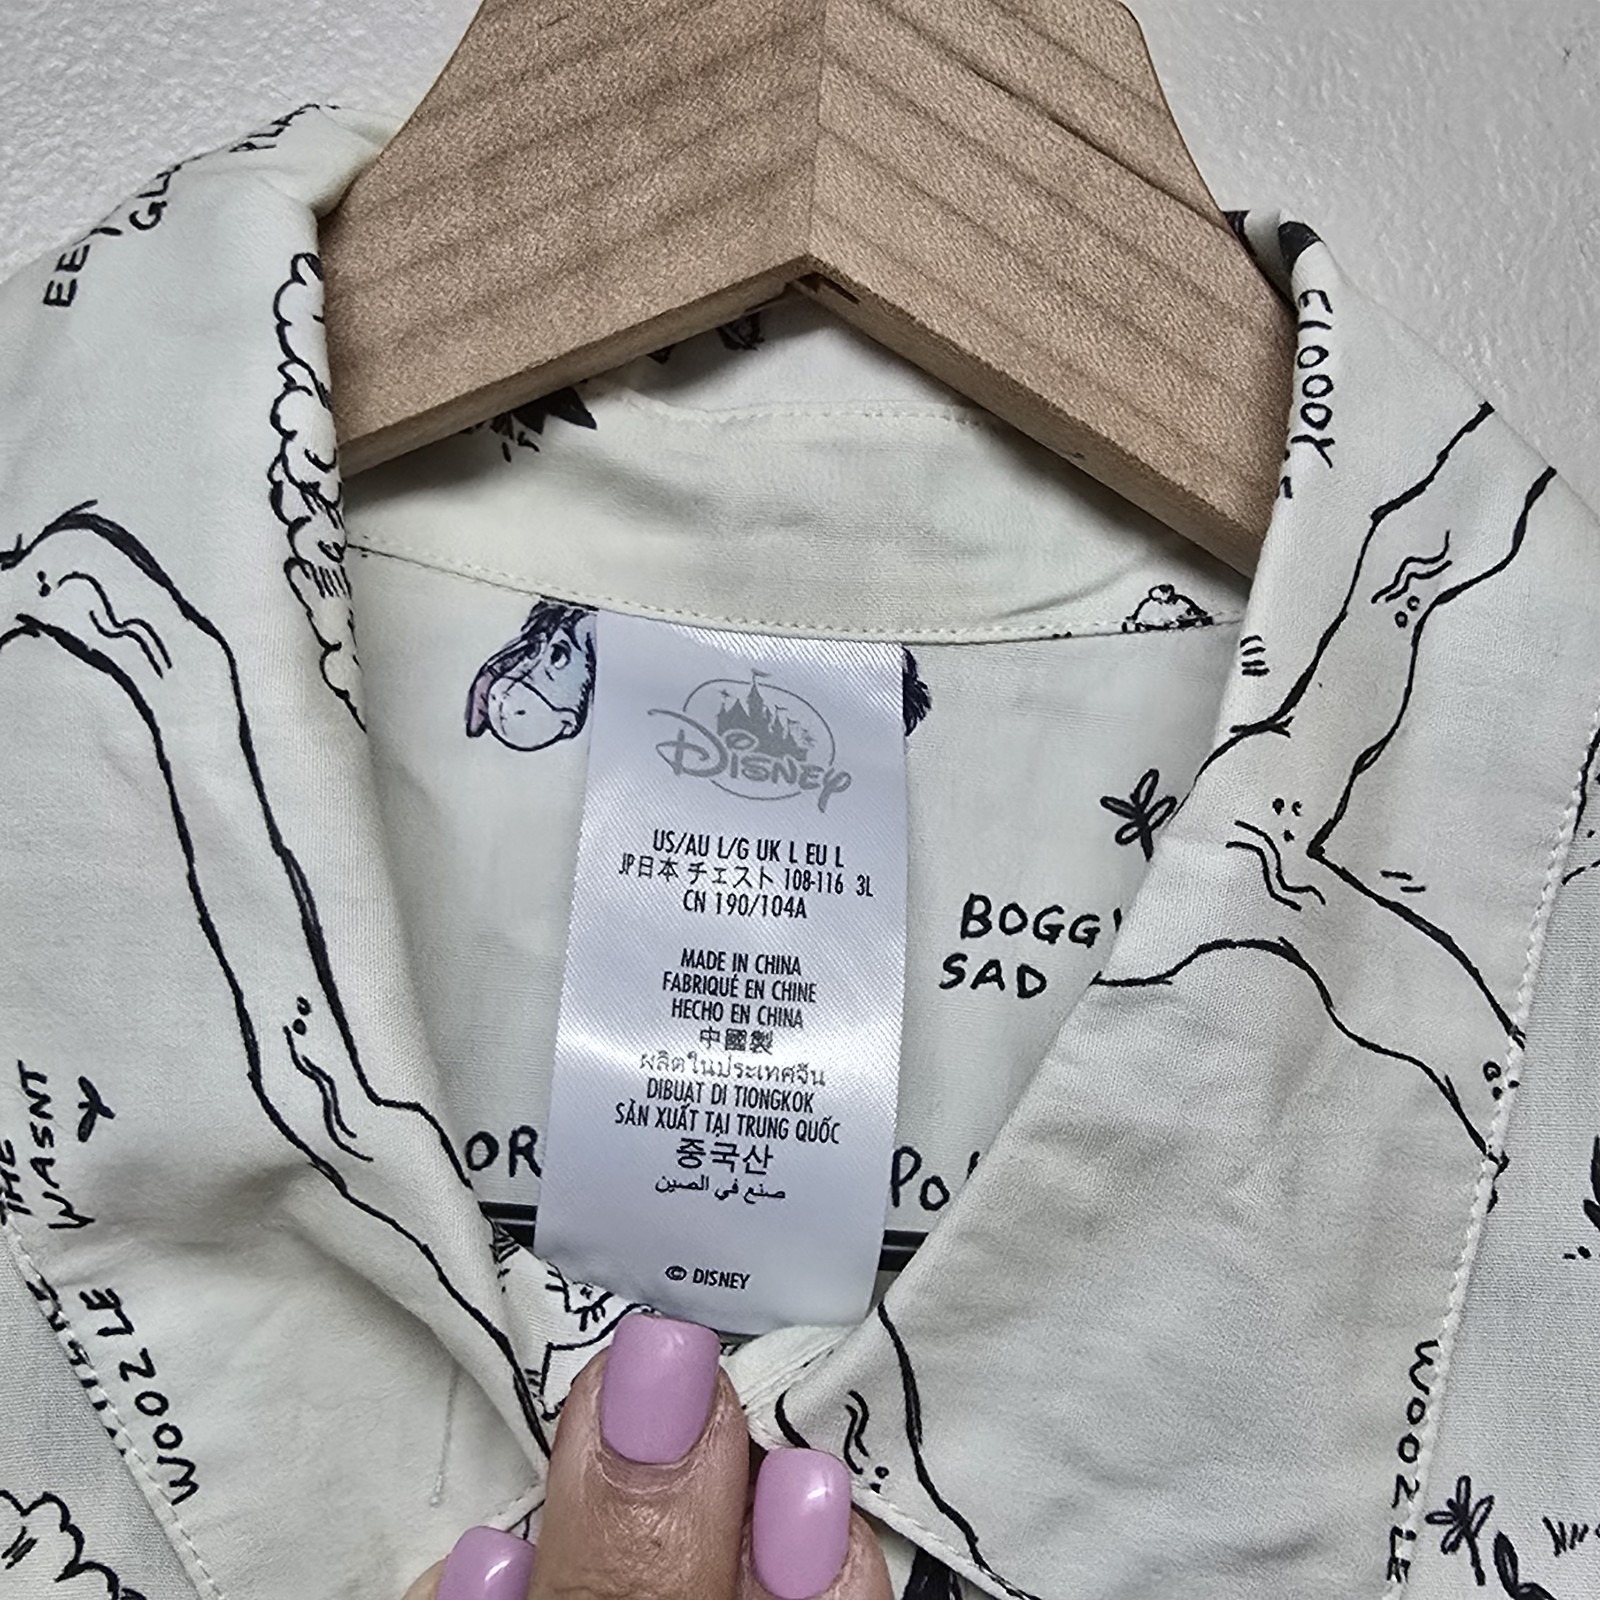 DISNEY
US/AU L/G UK L EU L
JP日本 チェスト 108-116 3L
CN 190/104A
MADE IN CHINA
FABRIQUÉ EN CHINE
HECHO EN CHINA
中國製
ผลิตในประเทศจีน
DIBUAT DI TIONGKOK
SẢN XUẤT TẠI TRUNG QUỐC
중국산
صنع في الصين
© DISNEY
BOGGY
SAD
THE
WASNT
WOOZLE
WOOZLE